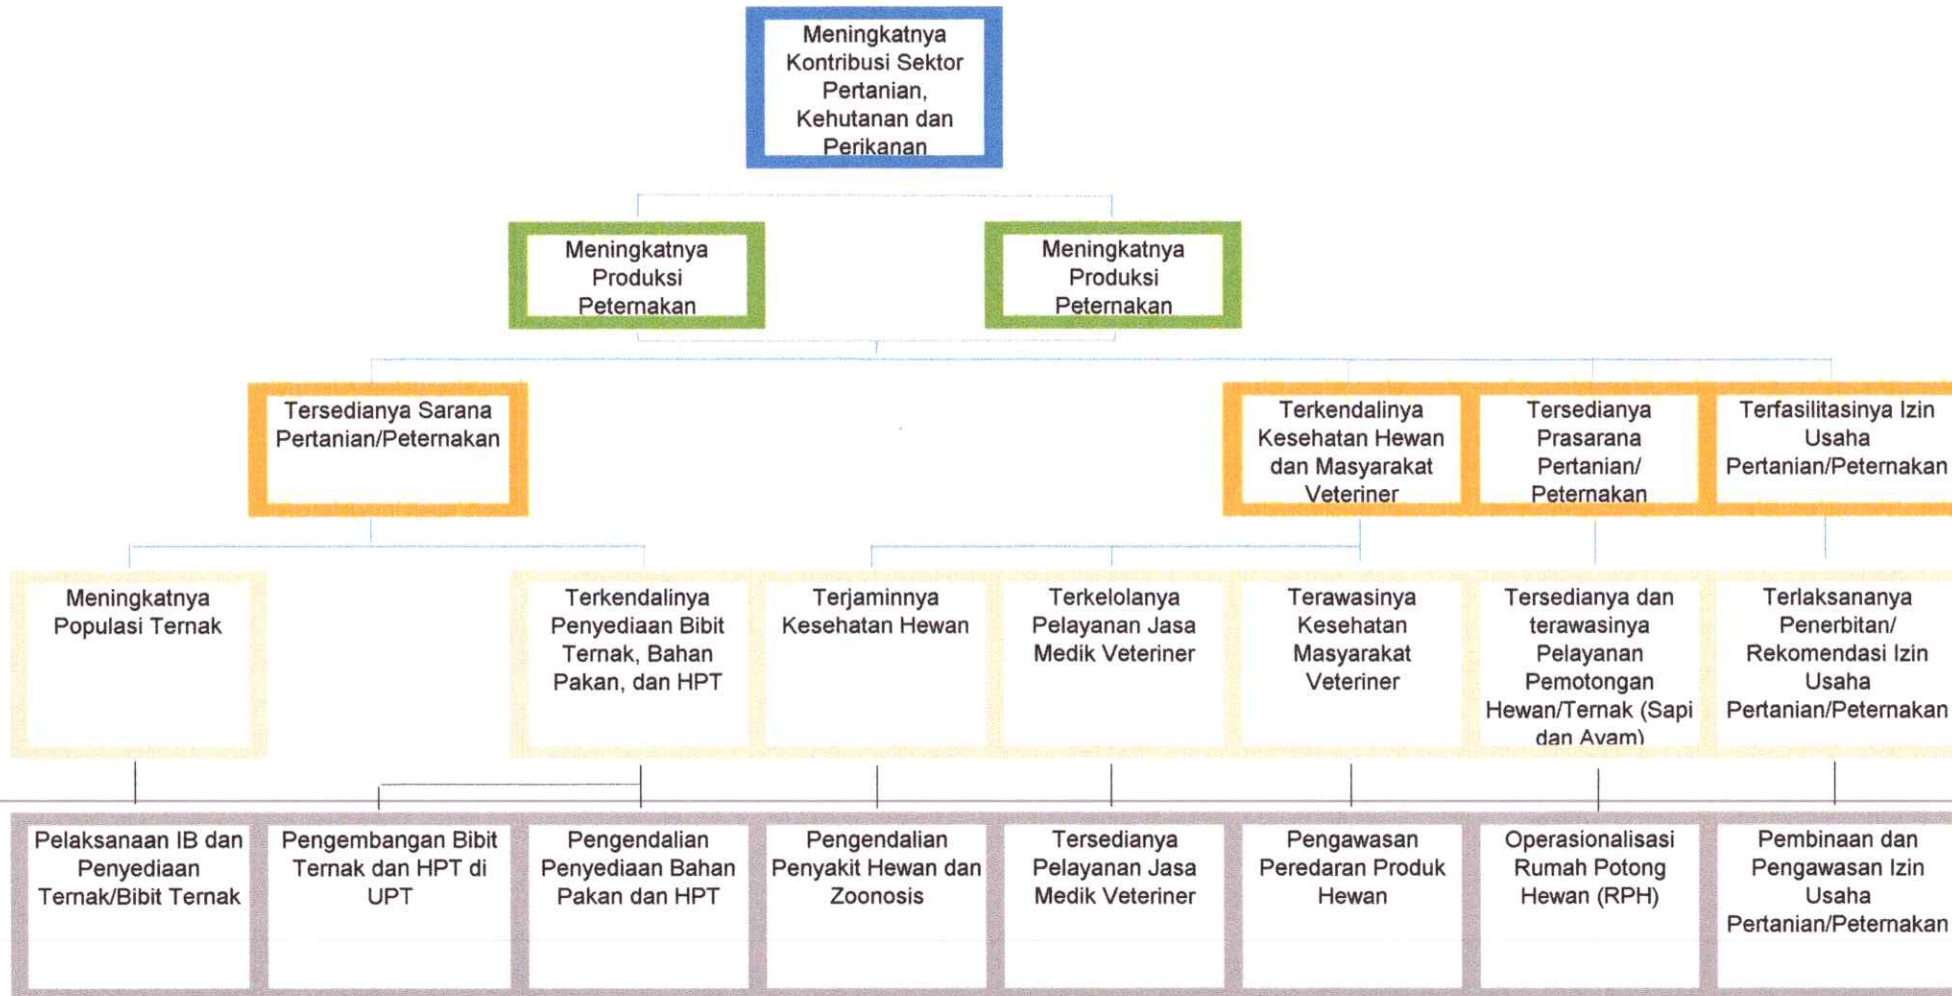 Meningkatnya
Kontribusi Sektor
Pertanian,
Kehutanan dan
Perikanan
Meningkatnya
Produksi
Peternakan
Meningkatnya
Produksi
Peternakan
Tersedianya Sarana
Pertanian/Peternakan
Terkendalinya
Kesehatan Hewan
dan Masyarakat
Veteriner
Tersedianya
Prasarana
Pertanian/
Peternakan
Terfasilitasinya Izin
Usaha
Pertanian/Peternakan
Meningkatnya
Populasi Ternak
Terkendalinya
Penyediaan Bibit
Ternak, Bahan
Pakan, dan HPT
Terjaminnya
Kesehatan Hewan
Terkelolanya
Pelayanan Jasa
Medik Veteriner
Terawasinya
Kesehatan
Masyarakat
Veteriner
Tersedianya dan
terawasinya
Pelayanan
Pemotongan
Hewan/Ternak (Sapi
dan Ayam)
Terlaksananya
Penerbitan/
Rekomendasi Izin
Usaha
Pertanian/Peternakan
Pelaksanaan IB dan
Penyediaan
Ternak/Bibit Ternak
Pengembangan Bibit
Ternak dan HPT di
UPT
Pengendalian
Penyediaan Bahan
Pakan dan HPT
Pengendalian
Penyakit Hewan dan
Zoonosis
Tersedianya
Pelayanan Jasa
Medik Veteriner
Pengawasan
Peredaran Produk
Hewan
Operasionalisasi
Rumah Potong
Hewan (RPH)
Pembinaan dan
Pengawasan Izin
Usaha
Pertanian/Peternakan